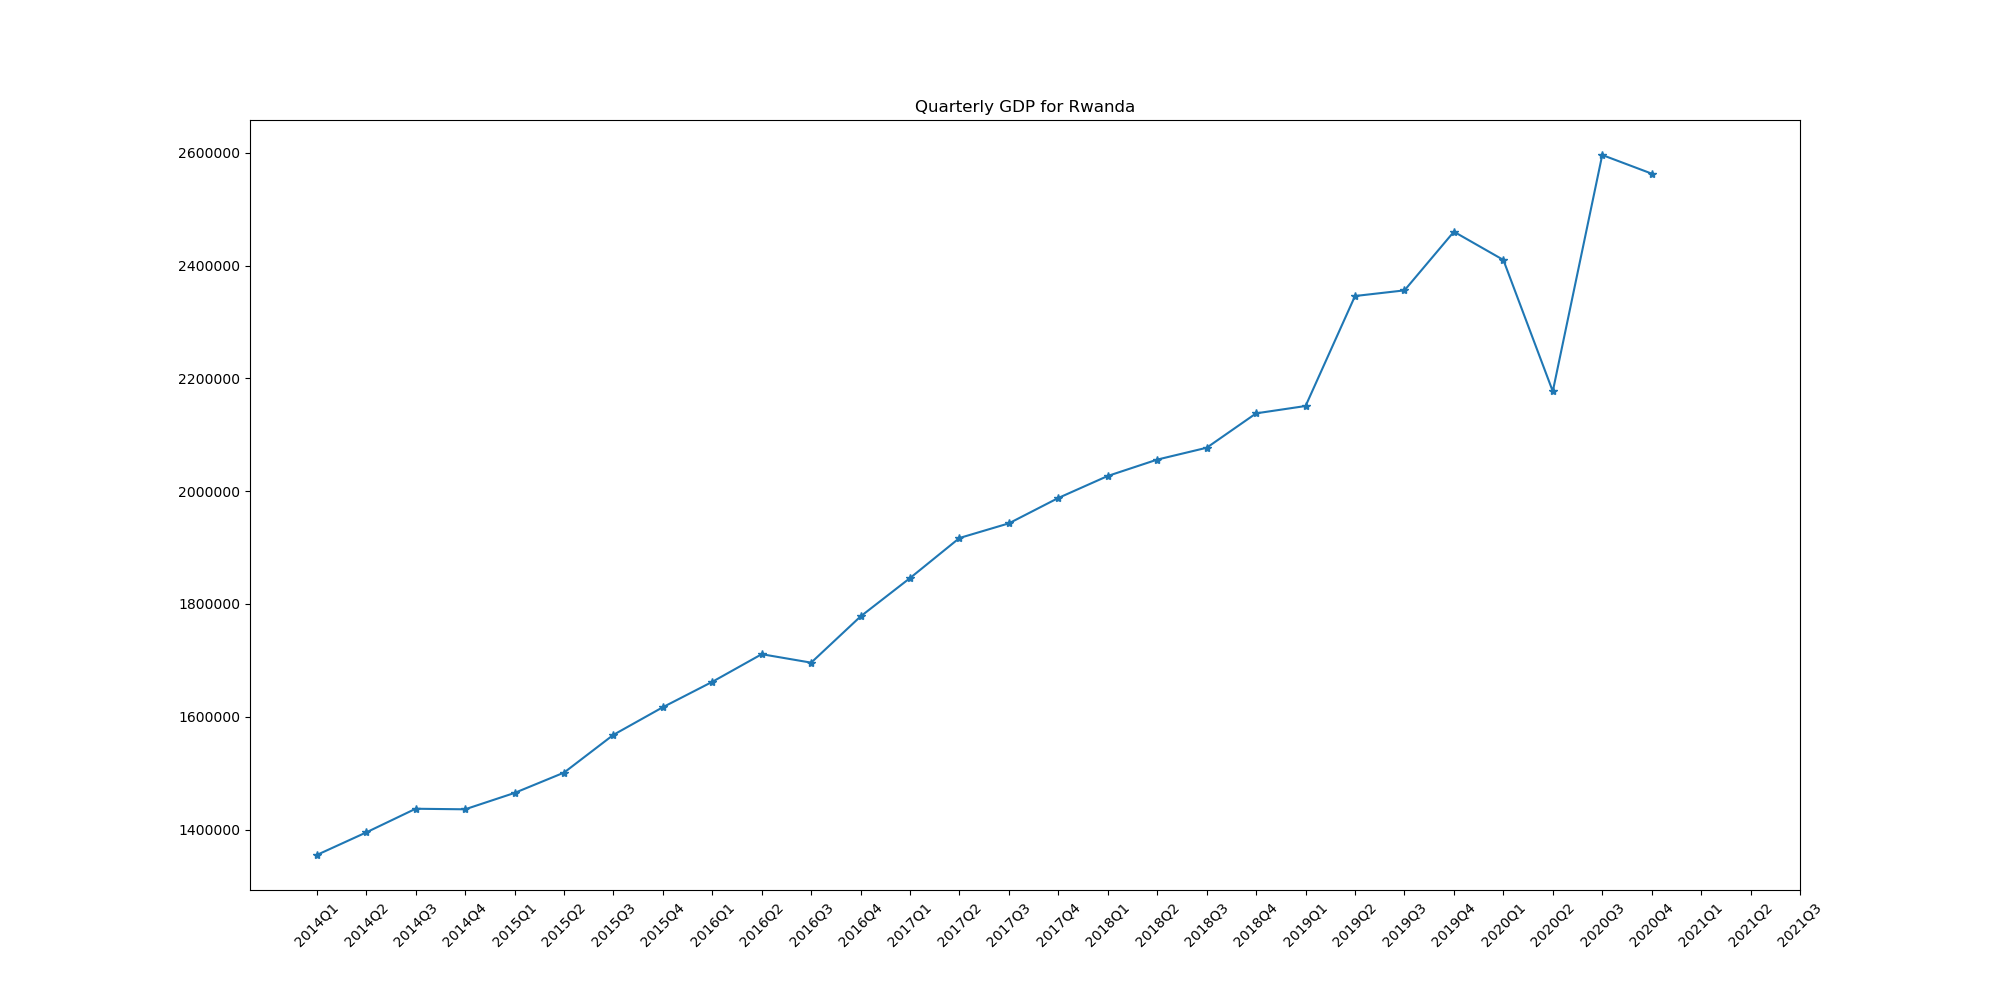 Quarterly GDP for Rwanda
2600000
2400000
2200000
2000000
1800000
1600000
1400000
2014Q1
2014Q2
2014Q3
2014Q4
2015Q1
2015Q2
2015Q3
2015Q4
2016Q1
2016Q2
2016Q3
2016Q4
2017Q1
2017Q2
2017Q3
2017Q4
2018Q1
2018Q2
2018Q3
2018Q4
2019Q1
2019Q2
2019Q3
2019Q4
2020Q1
2020Q2
2020Q3
2020Q4
2021Q1
2021Q2
2021Q3